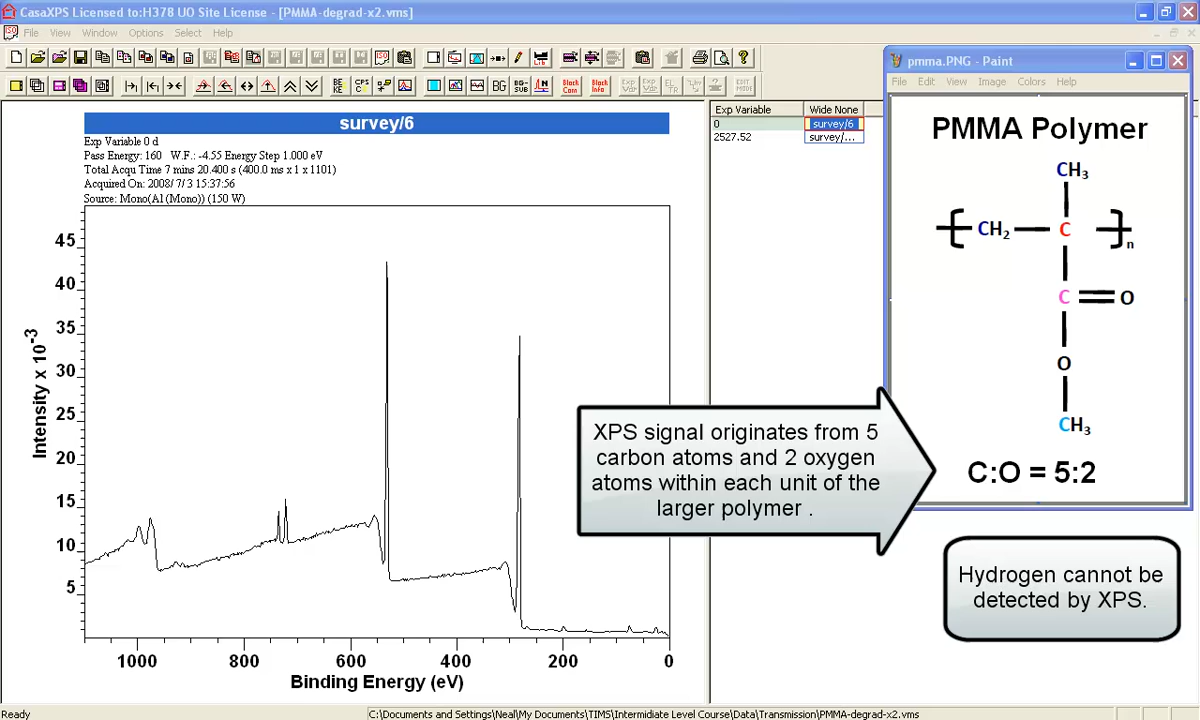 CasaXPS Licensed to:H378 UO Site License - [PMMA-degrad-x2.vms]
File View Window Options Select Help
survey/6
Exp Variable 0 d
Pass Energy: 160 W.F.: -4.55 Energy Step 1.000 eV
Total Acqu Time 7 mins 20.400 s (400.0 ms x 1 x 1101)
Acquired On: 2008/7/3 15:37:56
Source: Mono(Al (Mono)) (150 W)
Intensity x 10-3
45
40
35
30
25
20
15
10
5
1000 800 600 400 200 0
Binding Energy (eV)
Exp Variable Wide None
0 survey/6
2527.52 survey/...
pmma.PNG - Paint
File Edit View Image Colors Help
PMMA Polymer
CH3
CH2 C n
C O
O
CH3
C:O = 5:2
XPS signal originates from 5
carbon atoms and 2 oxygen
atoms within each unit of the
larger polymer .
Hydrogen cannot be
detected by XPS.
Ready C:\Documents and Settings\Neal\My Documents\TIMS\Intermidiate Level Course\Data\Transmission\PMMA-degrad-x2.vms